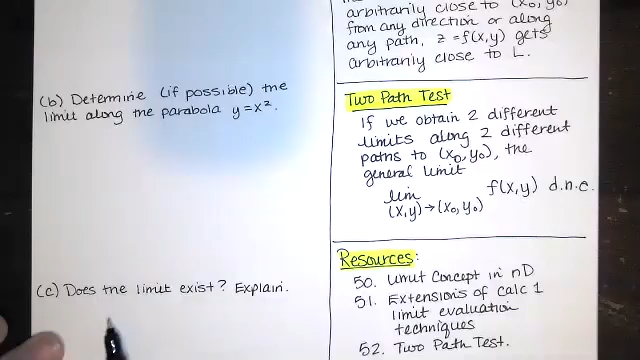 (b) Determine (if possible) the
limit along the parabola y=x².
(c) Does the limit exist? Explain.
arbitrarily close to (x₀, y₀)
from any direction or along
any path, z = f(x,y) gets
arbitrarily close to L.
Two Path Test
If we obtain 2 different
limits along 2 different
paths to (x₀, y₀), the
general limit
lim f(x,y) d.n.e.
(x,y)→(x₀,y₀)
Resources:
50. Limit Concept in nD
51. Extensions of Calc 1
limit evaluation
techniques
52. Two Path Test.